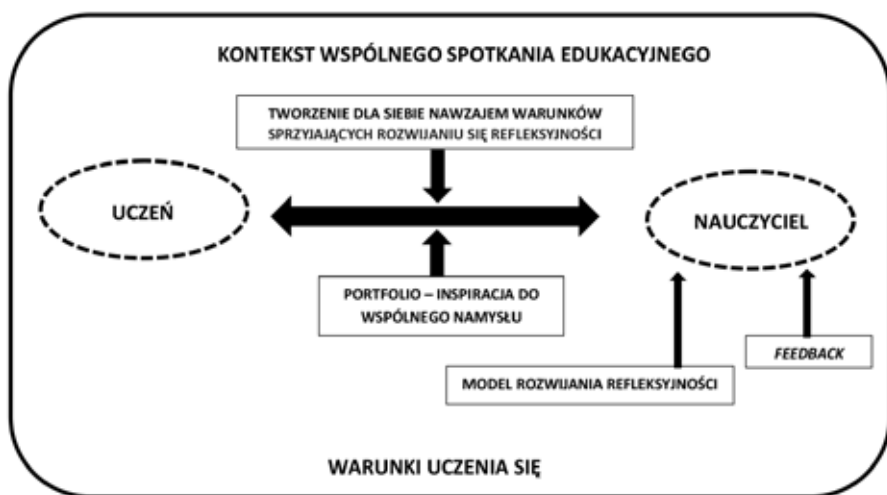 KONTEKST WSPÓLNEGO SPOTKANIA EDUKACYJNEGO
TWORZENIE DLA SIEBIE NAWZAJEM WARUNKÓW
SPRZYJAJĄCYCH ROZWIJANIU SIĘ REFLEKSYJNOŚCI
UCZEŃ
NAUCZYCIEL
PORTFOLIO – INSPIRACJA DO
WSPÓLNEGO NAMYSŁU
FEEDBACK
MODEL ROZWIJANIA REFLEKSYJNOŚCI
WARUNKI UCZENIA SIĘ